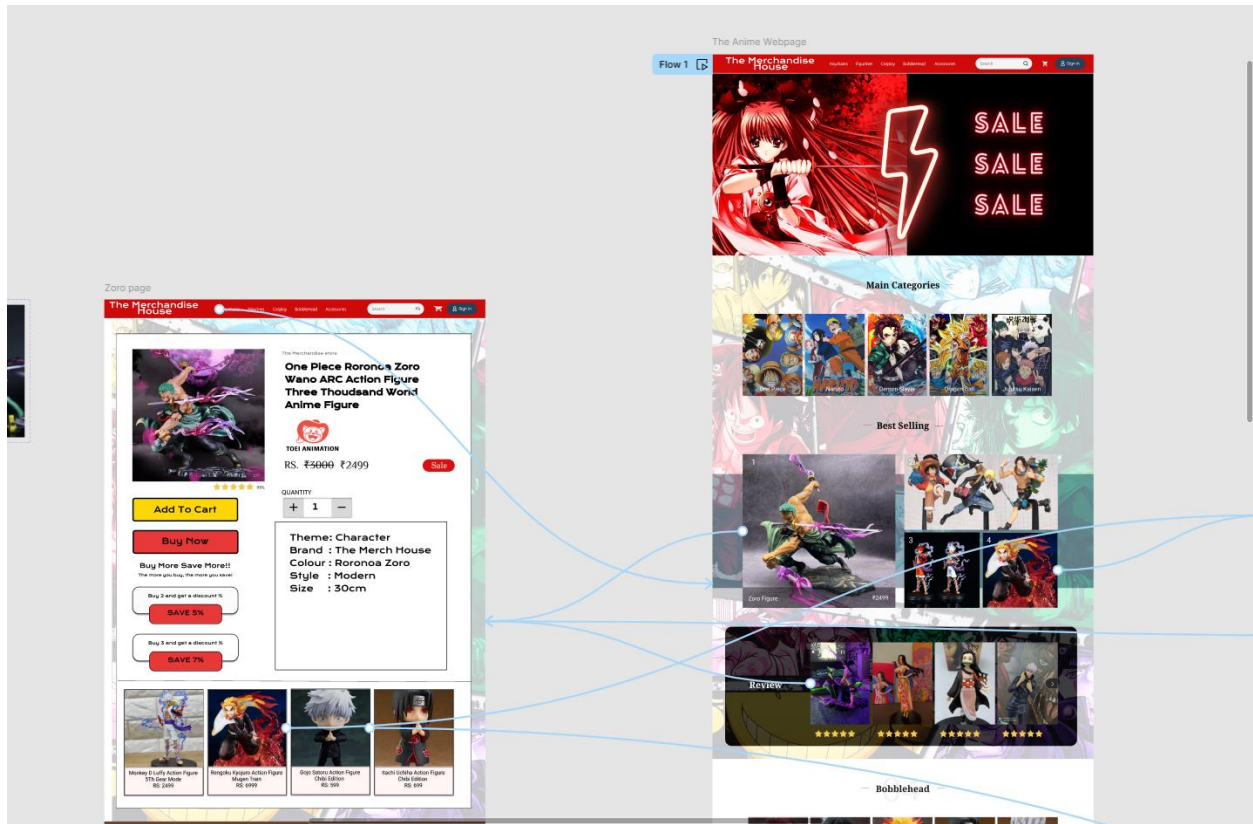 The Anime Webpage
Flow 1
The Merchandise
House
Keychains Figurines Cosplay Bobblehead Accessories
Search
Sign in
SALE
SALE
SALE
Main Categories
One Piece
Naruto
Demon Slayer
Dragon Ball
Jujutsu Kaisen
Best Selling
1
3
4
Zoro Figure
₹2499
Review
Bobblehead
Zoro page
The Merchandise
House
Cosplay Bobblehead Accessories
Search
Sign in
The Merchandise store
One Piece Roronoa Zoro
Wano ARC Action Figure
Three Thoudsand World
Anime Figure
TOEI ANIMATION
RS. ₹3000 ₹2499
Sale
QUANTITY
+ 1 −
Add To Cart
Buy Now
Buy More Save More!!
The more you buy, the more you save!
Buy 2 and get a discount %
SAVE 5%
Buy 3 and get a discount %
SAVE 7%
Theme: Character
Brand : The Merch House
Colour : Roronoa Zoro
Style : Modern
Size : 30cm
Monkey D Luffy Action Figure
5Th Gear Mode
RS: 2499
Rengoku Kyojuro Action Figure
Mugen Train
RS: 6999
Gojo Satoru Action Figure
Chibi Edition
RS: 599
Itachi Uchiha Action Figure
Chibi Edition
RS: 699